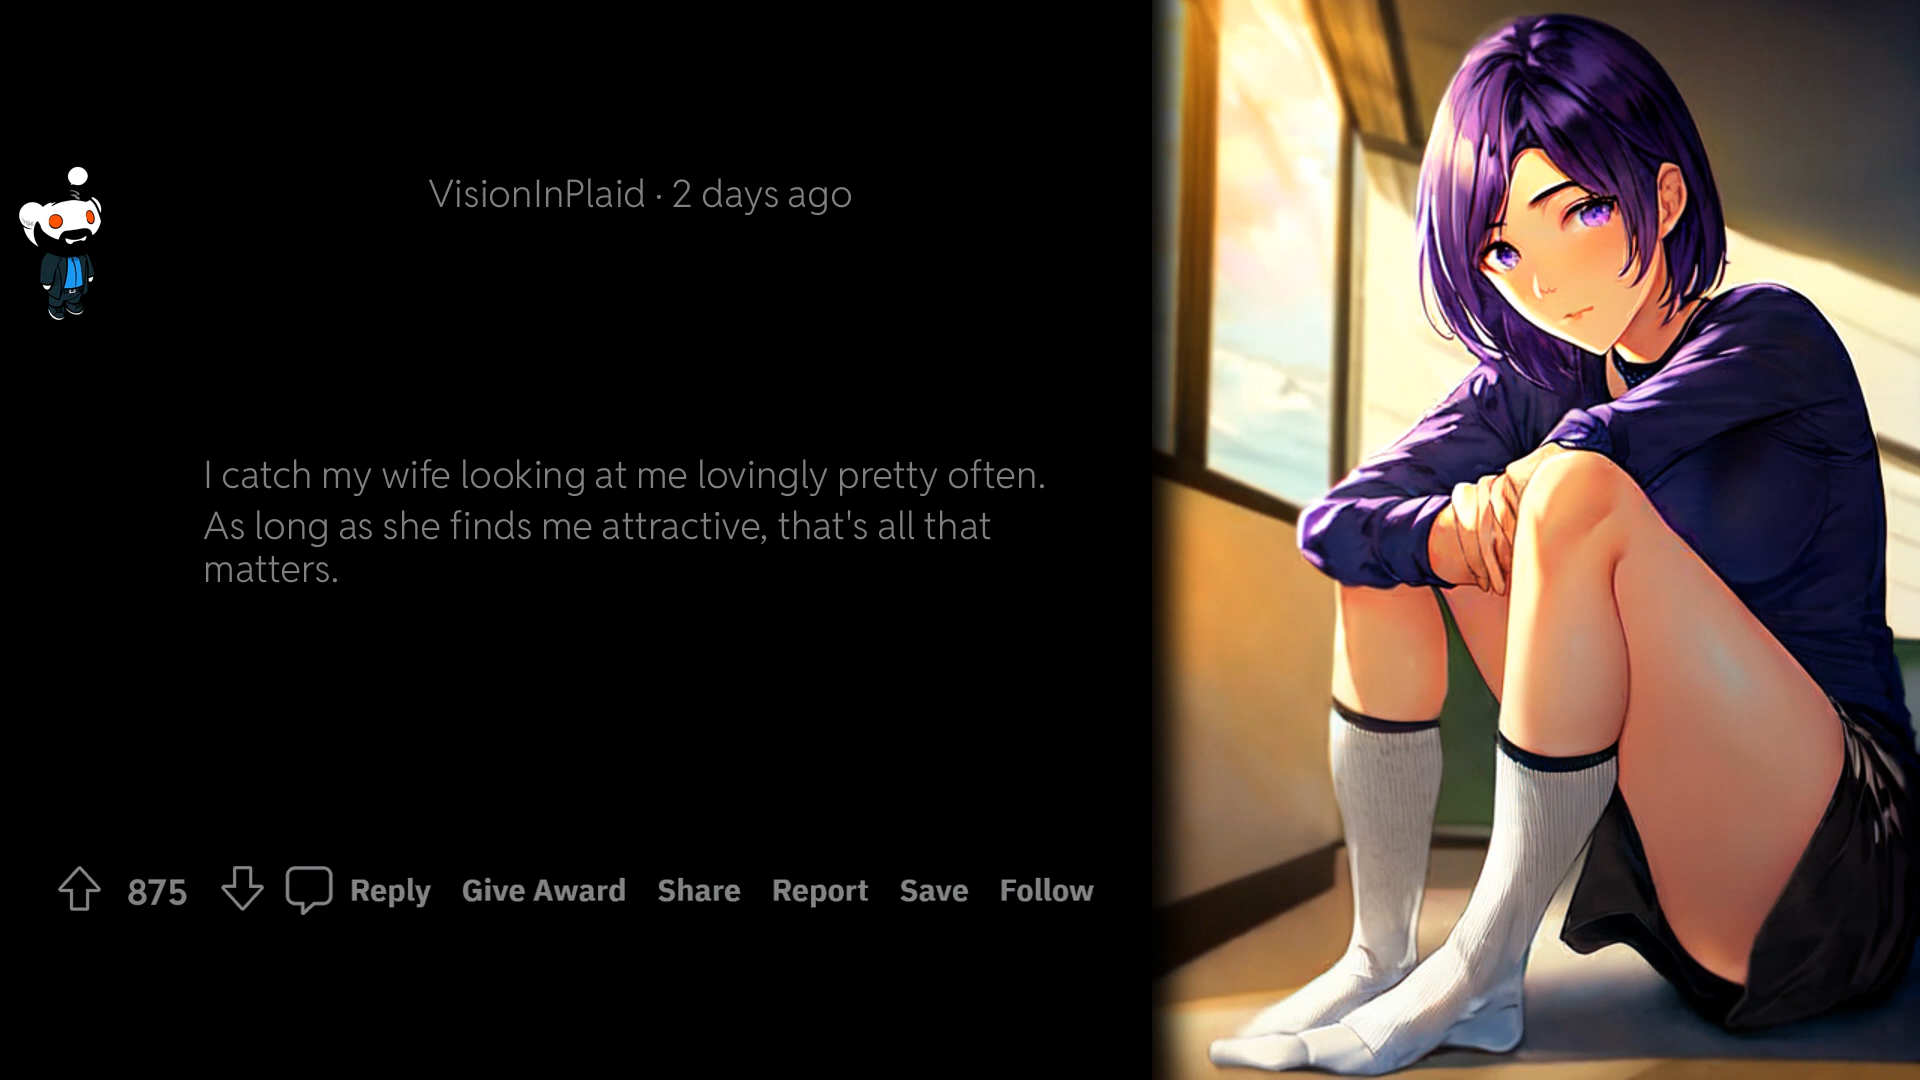 VisionInPlaid · 2 days ago
I catch my wife looking at me lovingly pretty often.
As long as she finds me attractive, that's all that
matters.
875 Reply Give Award Share Report Save Follow